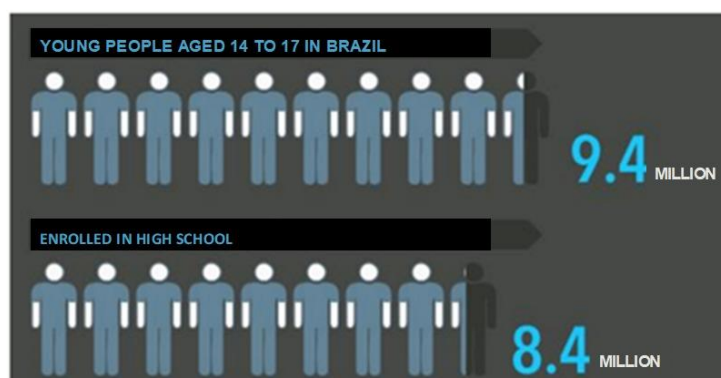 YOUNG PEOPLE AGED 14 TO 17 IN BRAZIL
9.4 MILLION
ENROLLED IN HIGH SCHOOL
8.4 MILLION